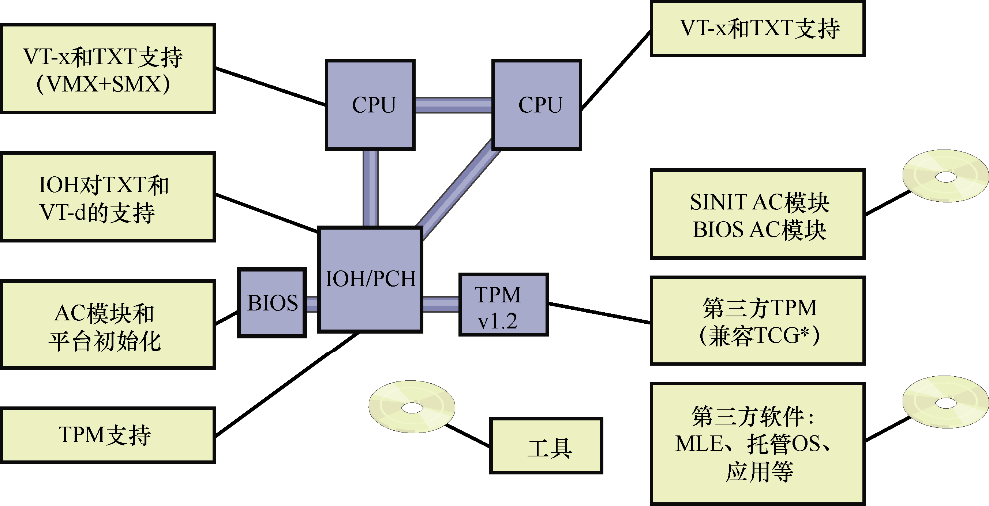 VT-x和TXT支持
（VMX+SMX）
VT-x和TXT支持
CPU
CPU
IOH对TXT和
VT-d的支持
SINIT AC模块
BIOS AC模块
IOH/PCH
BIOS
TPM
v1.2
AC模块和
平台初始化
第三方TPM
（兼容TCG*）
TPM支持
工具
第三方软件：
MLE、托管OS、
应用等